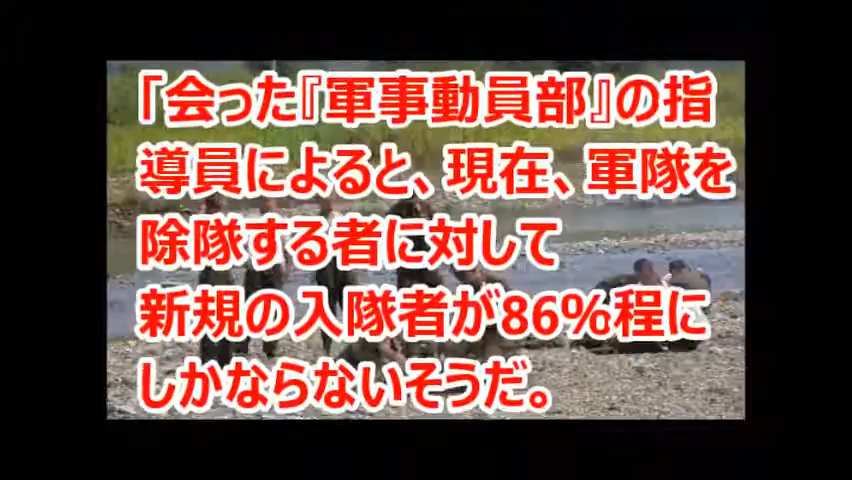 「会った『軍事動員部』の指
導員によると、現在、軍隊を
除隊する者に対して
新規の入隊者が86%程に
しかならないそうだ。